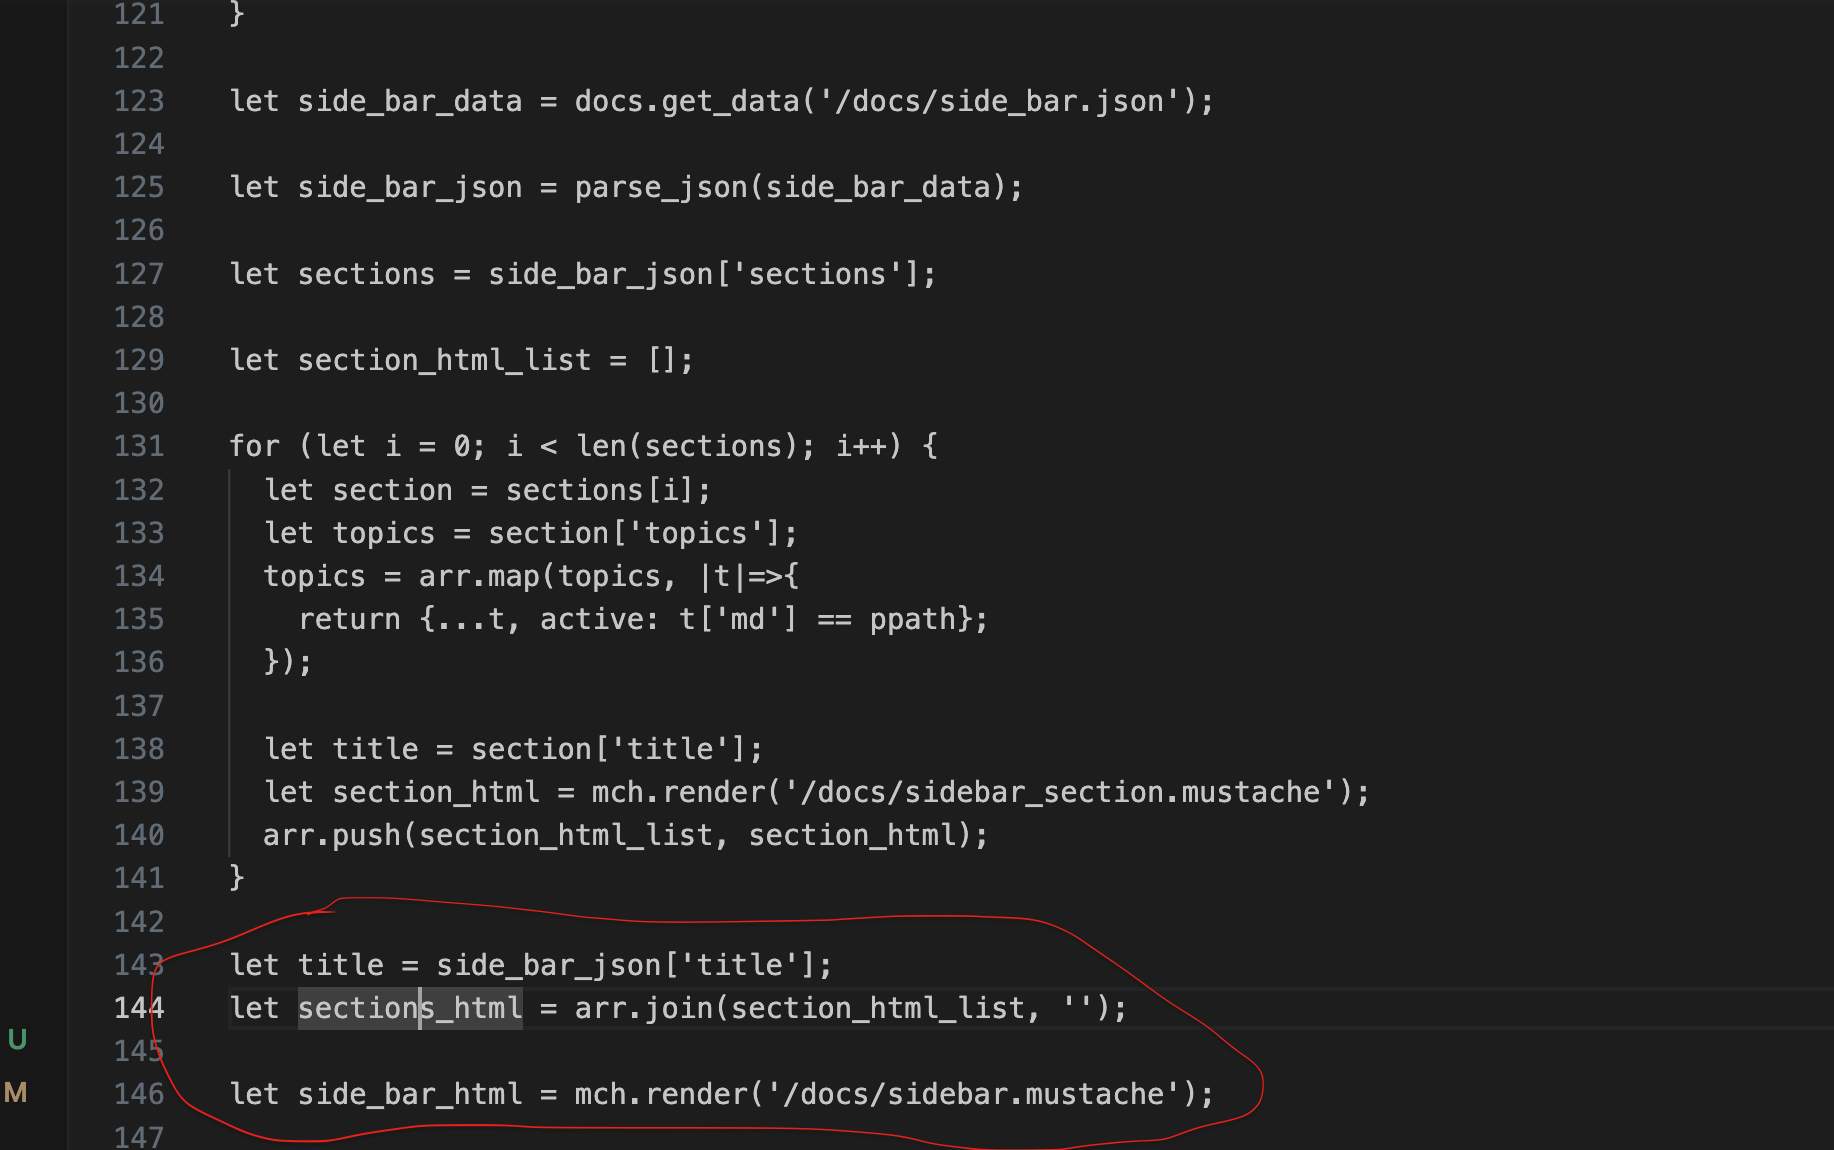 121 }
122
123 let side_bar_data = docs.get_data('/docs/side_bar.json');
124
125 let side_bar_json = parse_json(side_bar_data);
126
127 let sections = side_bar_json['sections'];
128
129 let section_html_list = [];
130
131 for (let i = 0; i < len(sections); i++) {
132   let section = sections[i];
133   let topics = section['topics'];
134   topics = arr.map(topics, |t|=>{
135     return {...t, active: t['md'] == ppath};
136   });
137
138   let title = section['title'];
139   let section_html = mch.render('/docs/sidebar_section.mustache');
140   arr.push(section_html_list, section_html);
141 }
142
143 let title = side_bar_json['title'];
144 let sections_html = arr.join(section_html_list, '');
U
145
M 146 let side_bar_html = mch.render('/docs/sidebar.mustache');
147